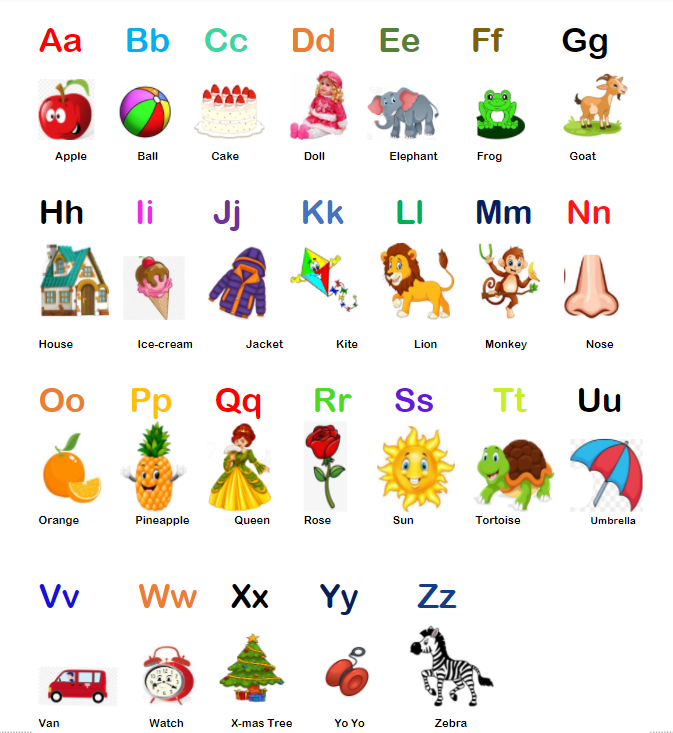 Aa Bb Cc Dd Ee Ff Gg
Apple Ball Cake Doll Elephant Frog Goat
Hh Ii Jj Kk Ll Mm Nn
House Ice-cream Jacket Kite Lion Monkey Nose
Oo Pp Qq Rr Ss Tt Uu
Orange Pineapple Queen Rose Sun Tortoise Umbrella
Vv Ww Xx Yy Zz
Van Watch X-mas Tree Yo Yo Zebra